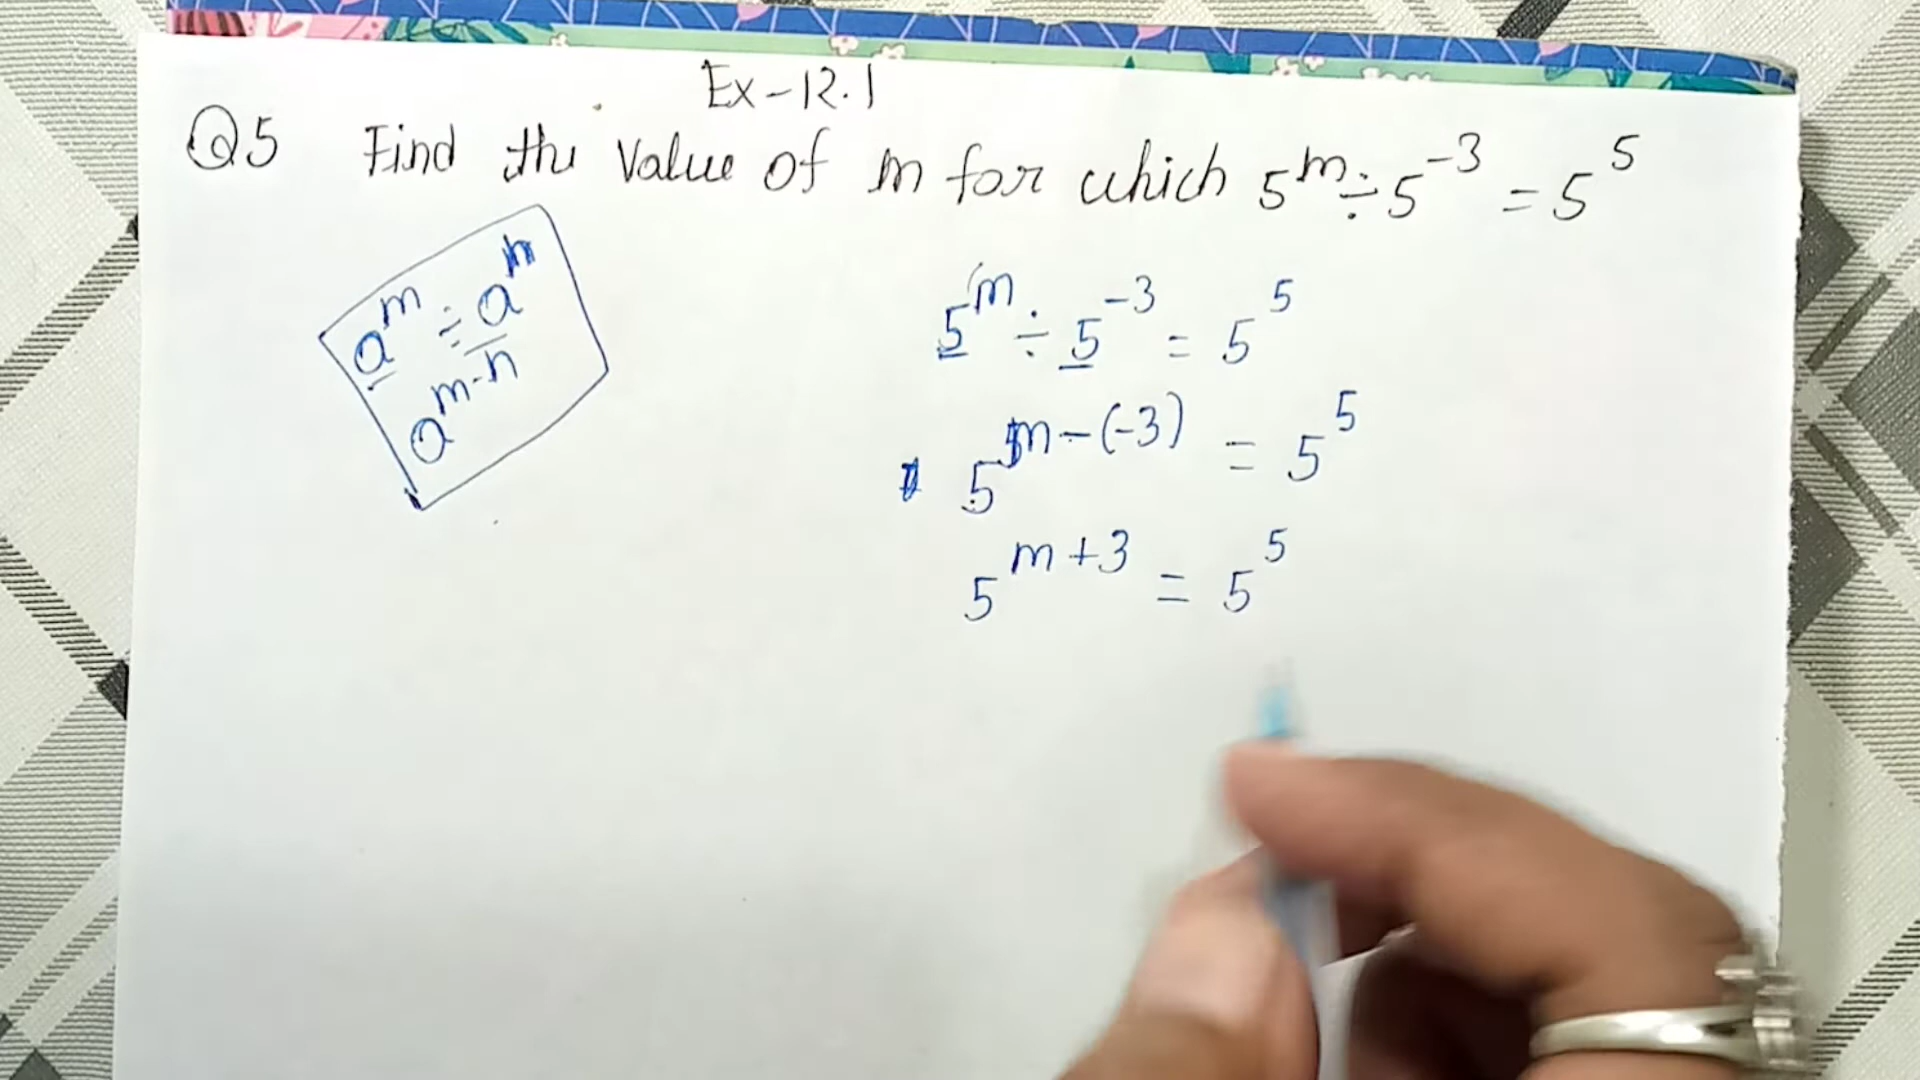 Ex-12.1
Q5 Find the Value of m for which 5^m ÷ 5^-3 = 5^5
a^m ÷ a^n
a^m-n
5^m ÷ 5^-3 = 5^5
5^m-(-3) = 5^5
5^m+3 = 5^5